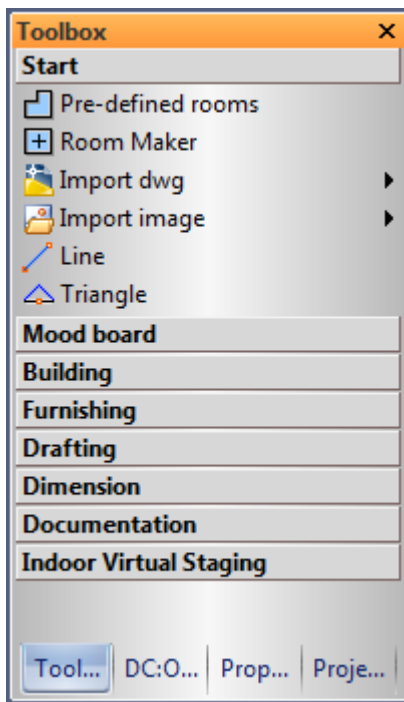 Toolbox
Start
Pre-defined rooms
Room Maker
Import dwg
Import image
Line
Triangle
Mood board
Building
Furnishing
Drafting
Dimension
Documentation
Indoor Virtual Staging
Tool... DC:O... Prop... Proje...